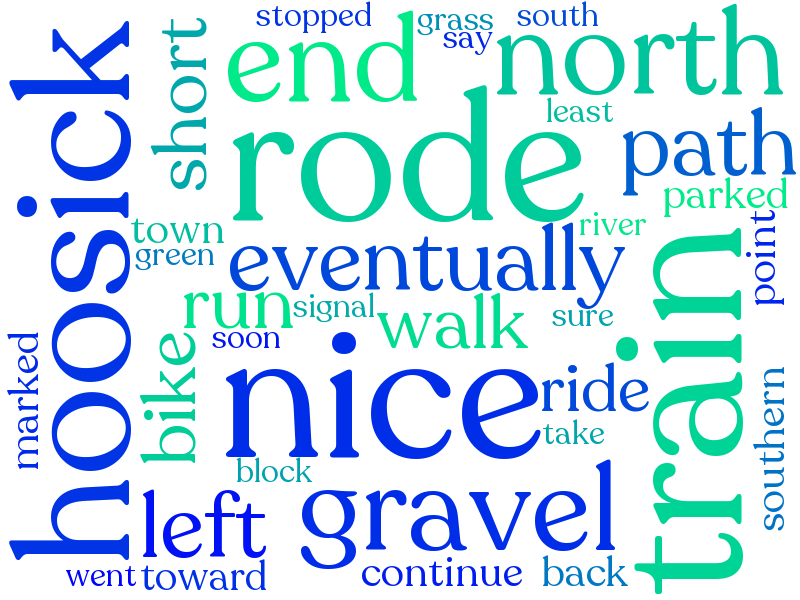 stopped
grass
south
say
end
north
hoosick
short
rode
least
path
parked
town
river
green
eventually
point
train
run
signal
walk
sure
soon
marked
bike
nice
ride
take
southern
block
gravel
left
went
toward
continue
back